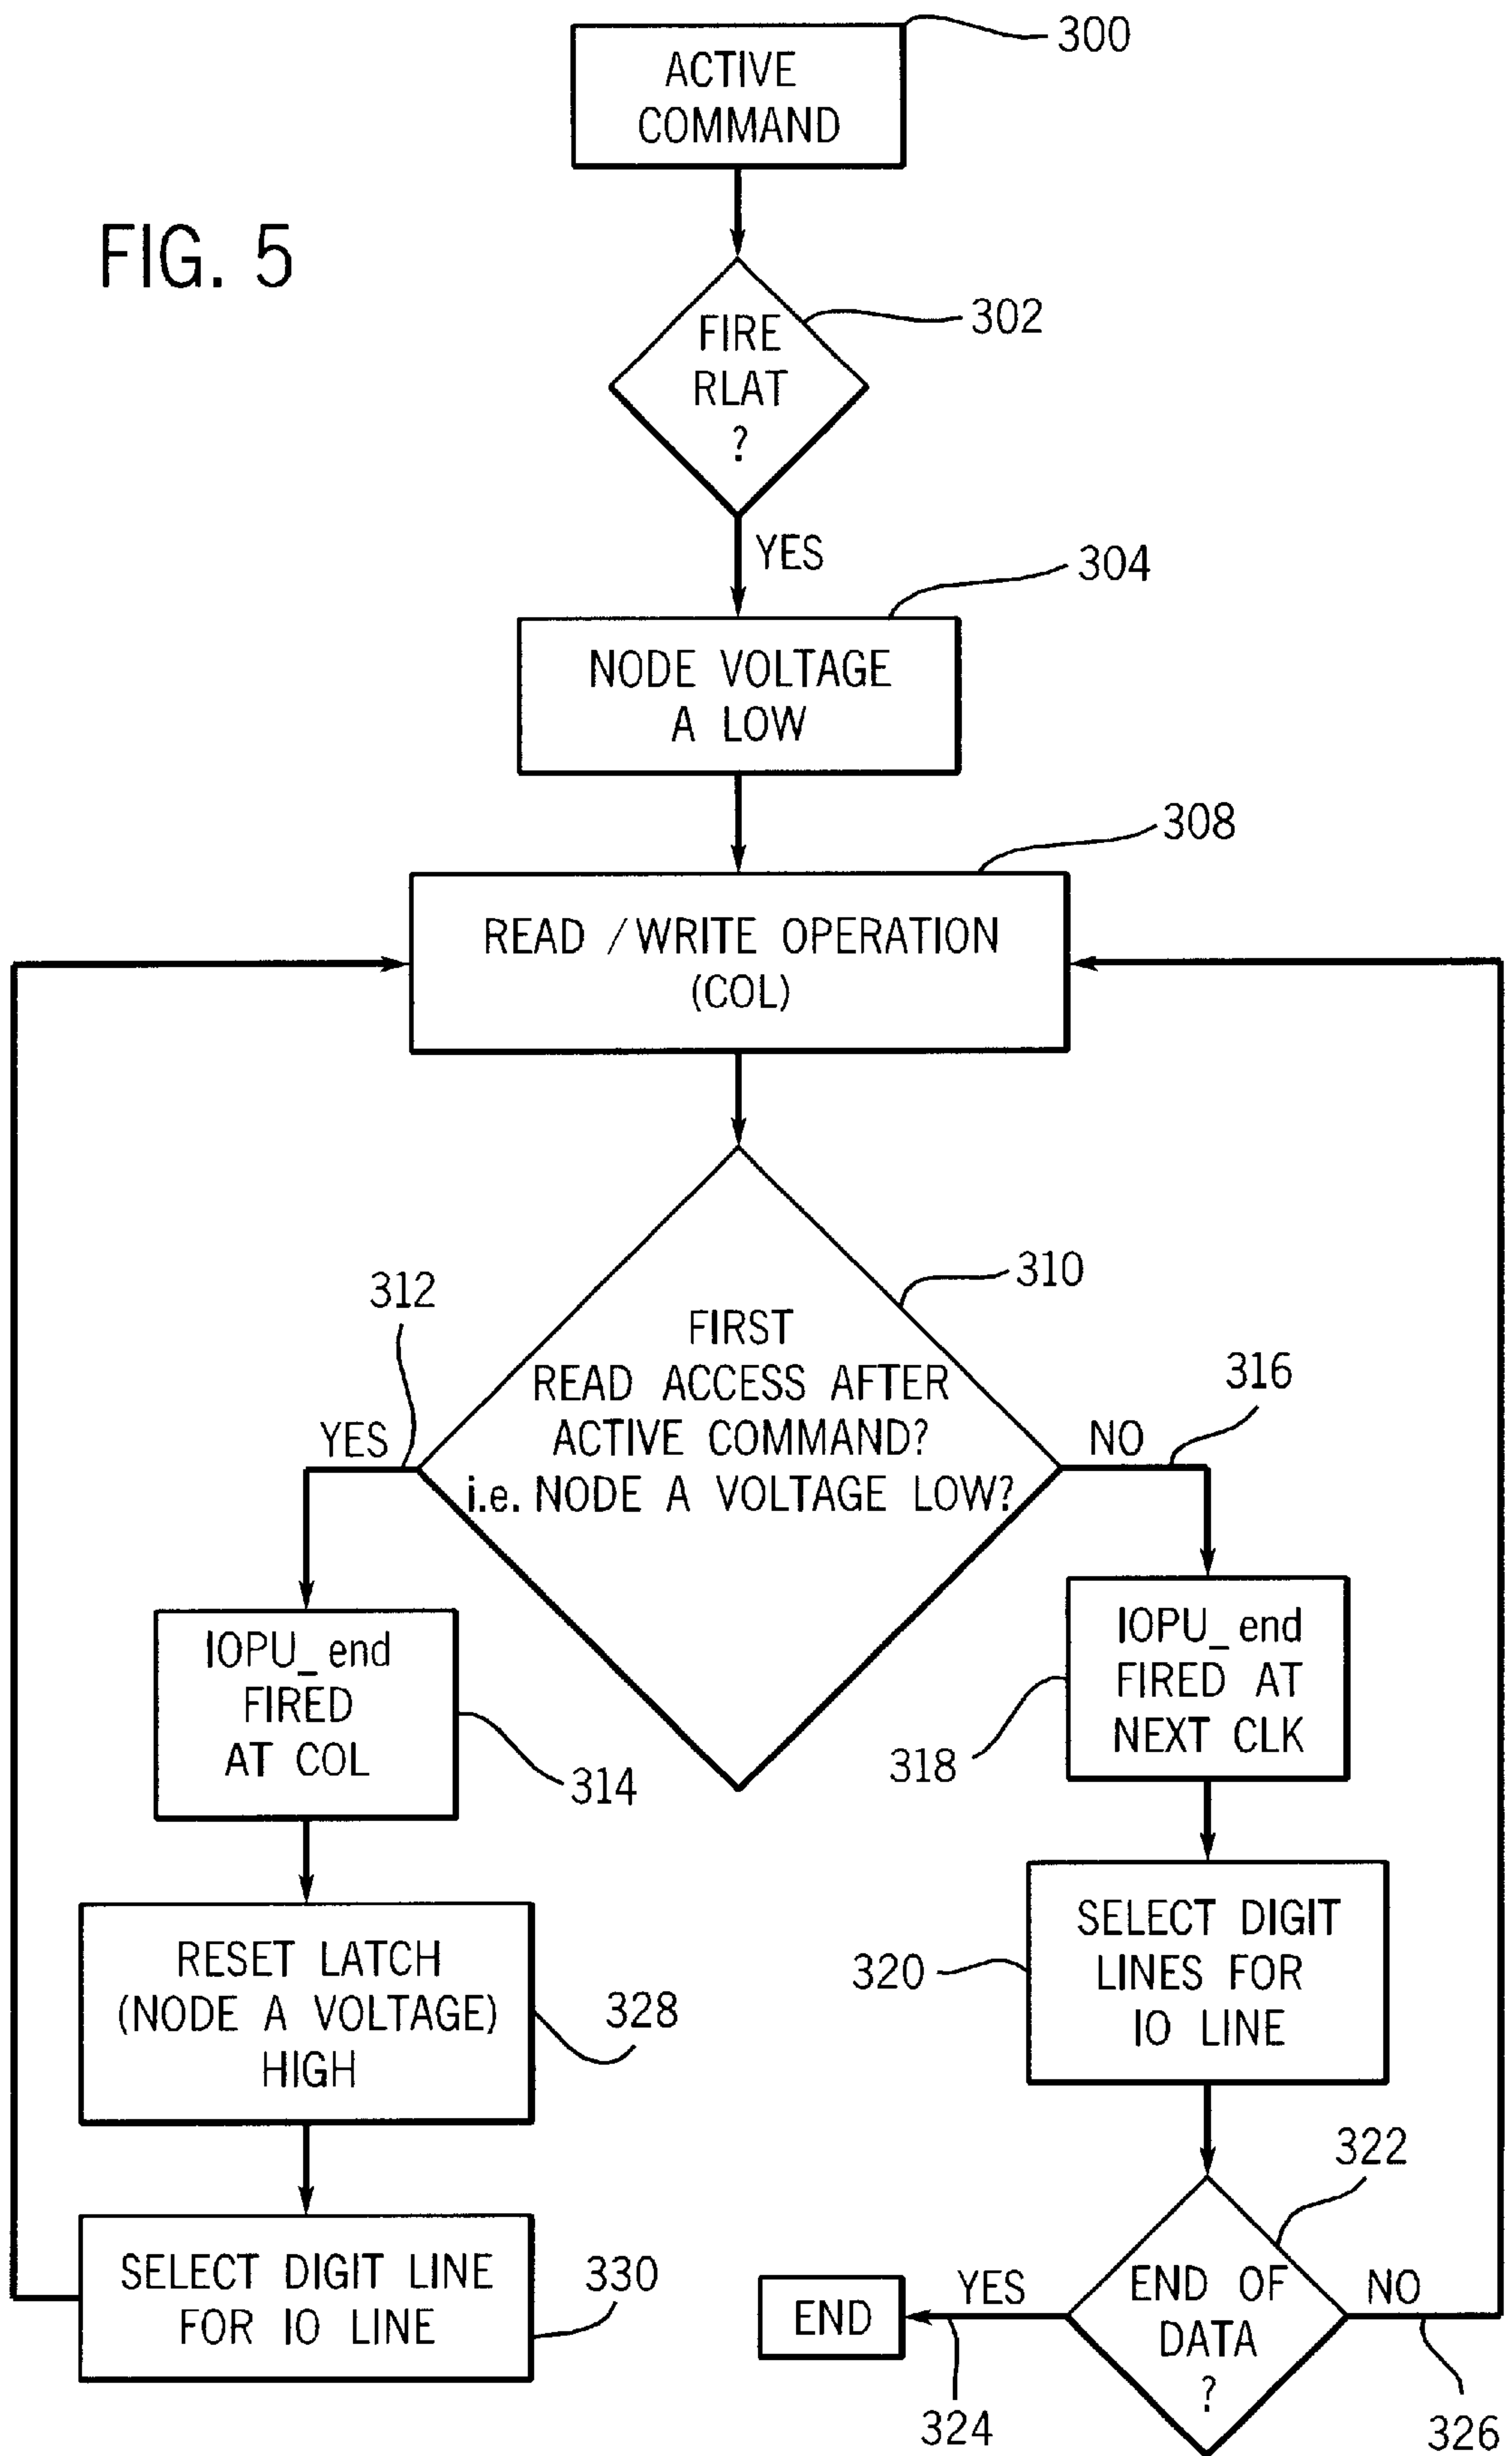 300
ACTIVE
COMMAND
FIG. 5
302
FIRE
RLAT
?
YES
304
NODE VOLTAGE
A LOW
308
READ /WRITE OPERATION
(COL)
310
312
FIRST
READ ACCESS AFTER
ACTIVE COMMAND?
i.e. NODE A VOLTAGE LOW?
YES
NO
316
IOPU_end
FIRED
AT COL
314
IOPU_end
FIRED AT
NEXT CLK
318
RESET LATCH
(NODE A VOLTAGE)
HIGH
328
SELECT DIGIT
LINES FOR
IO LINE
320
322
SELECT DIGIT LINE
FOR IO LINE
330
END
YES
END OF
DATA
?
NO
324
326